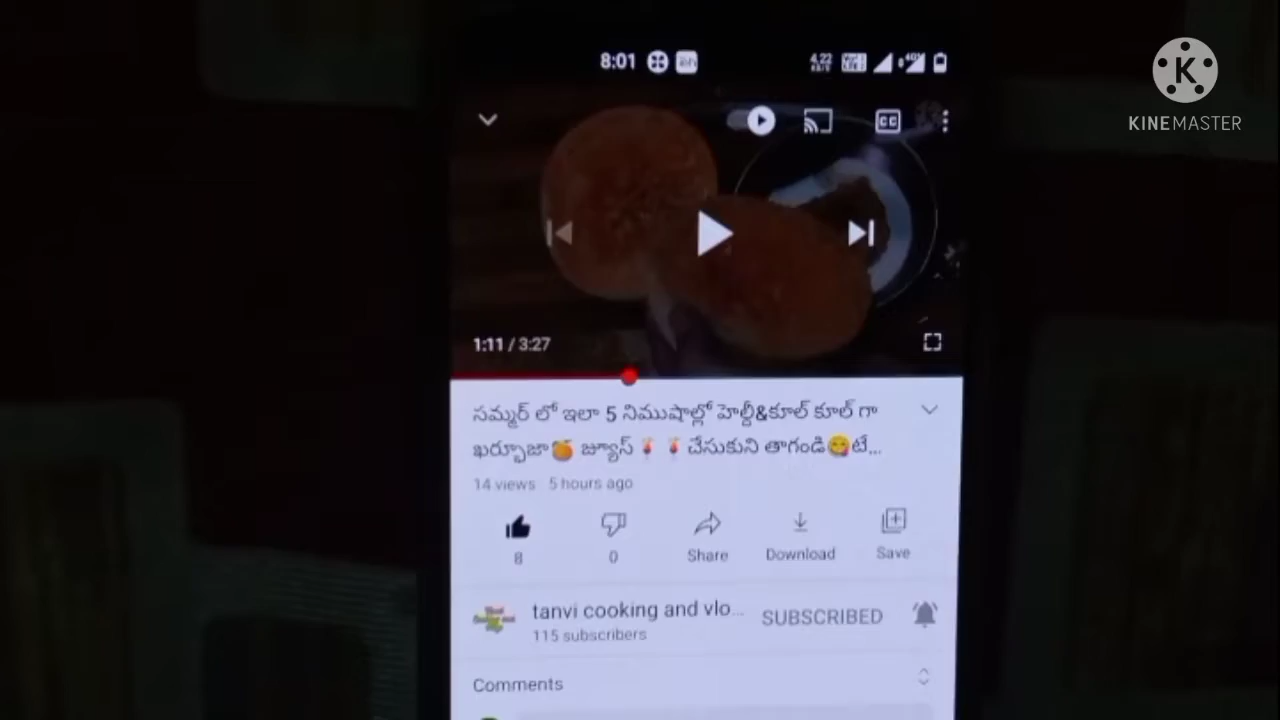 8:01
KINEMASTER
CC
1:11 / 3:27
సమ్మర్ లో ఇలా 5 నిముషాల్లో హెల్దీ&కూల్ కూల్ గా
ఖర్బూజా🍊 జ్యూస్🍹🍹చేసుకుని తాగండి😋టే...
14 views 5 hours ago
8
0
Share
Download
Save
tanvi cooking and vlo...
SUBSCRIBED
115 subscribers
Comments